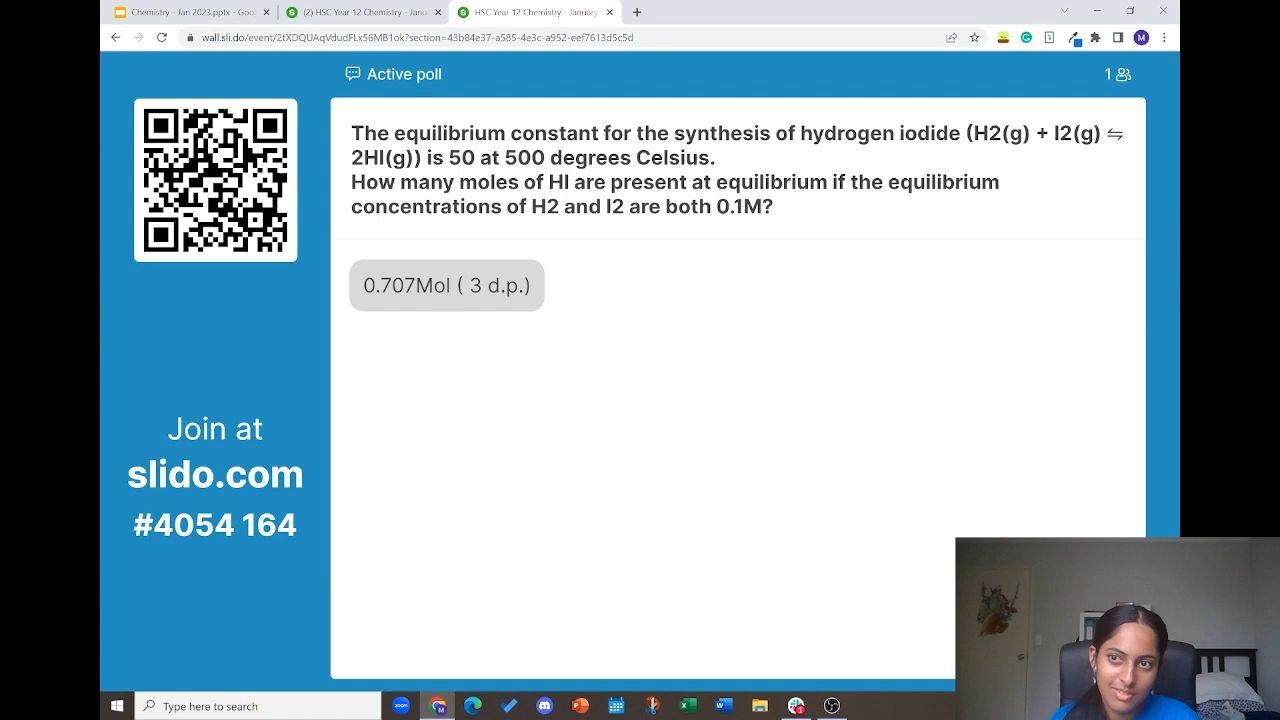 Chemistry - Jan 2023.pptx - Goo
(2) HSC Year 12 Chemistry - Janu
HSC Year 12 Chemistry - January
wall.sli.do/event/2tXDQUAqVdudFLx56MB1ok?section=43b84e37-a585-4e3c-a952-eef7613d5c5d
Active poll
1
The equilibrium constant for the synthesis of hydrogen iodide (H2(g) + I2(g) ⇋
2HI(g)) is 50 at 500 degrees Celsius.
How many moles of HI are present at equilibrium if the equilibrium
concentrations of H2 and I2 are both 0.1M?
0.707Mol ( 3 d.p.)
Join at
slido.com
#4054 164
Type here to search